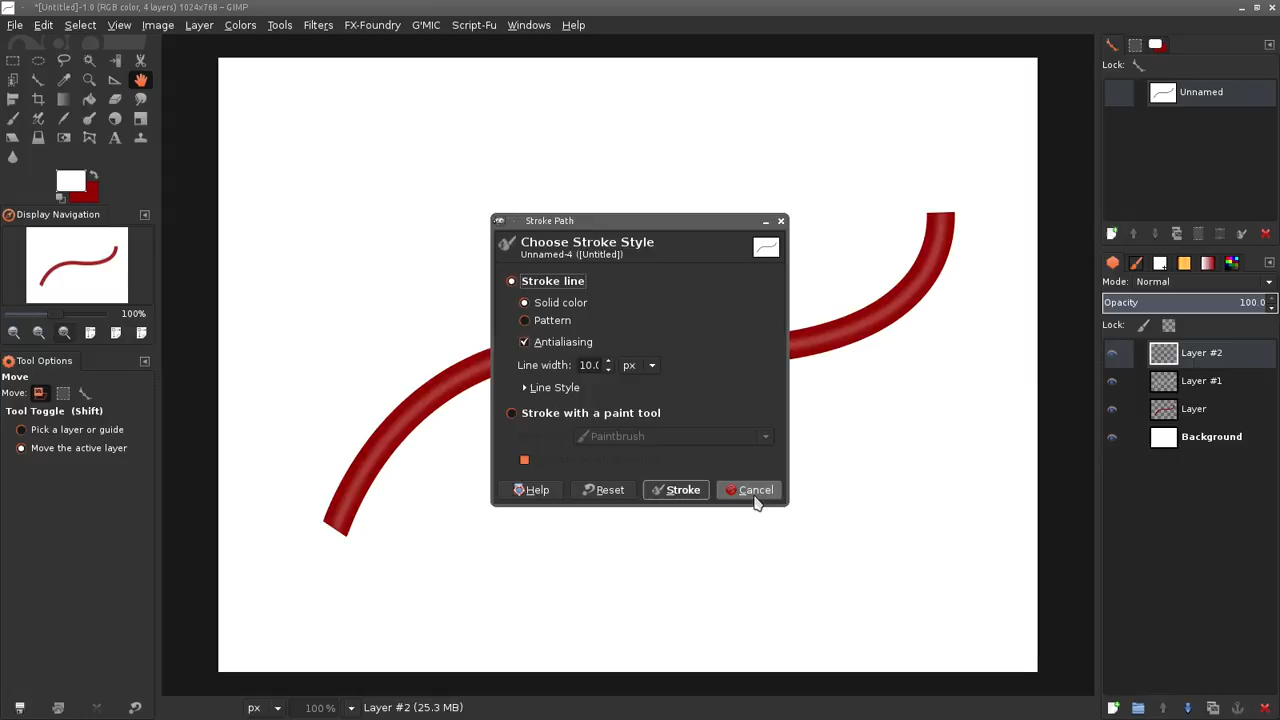 *[Untitled]-1.0 (RGB color, 4 layers) 1024x768 – GIMP
File Edit Select View Image Layer Colors Tools Filters FX-Foundry G'MIC Script-Fu Windows Help
Lock:
Unnamed
Display Navigation
100%
Tool Options
Move
Move:
Tool Toggle (Shift)
Pick a layer or guide
Move the active layer
Stroke Path
Choose Stroke Style
Unnamed-4 ([Untitled])
Stroke line
Solid color
Pattern
Antialiasing
Line width: 10.0 px
Line Style
Stroke with a paint tool
Paintbrush
Help Reset Stroke Cancel
Mode: Normal
Opacity 100.0
Lock:
Layer #2
Layer #1
Layer
Background
px 100 % Layer #2 (25.3 MB)